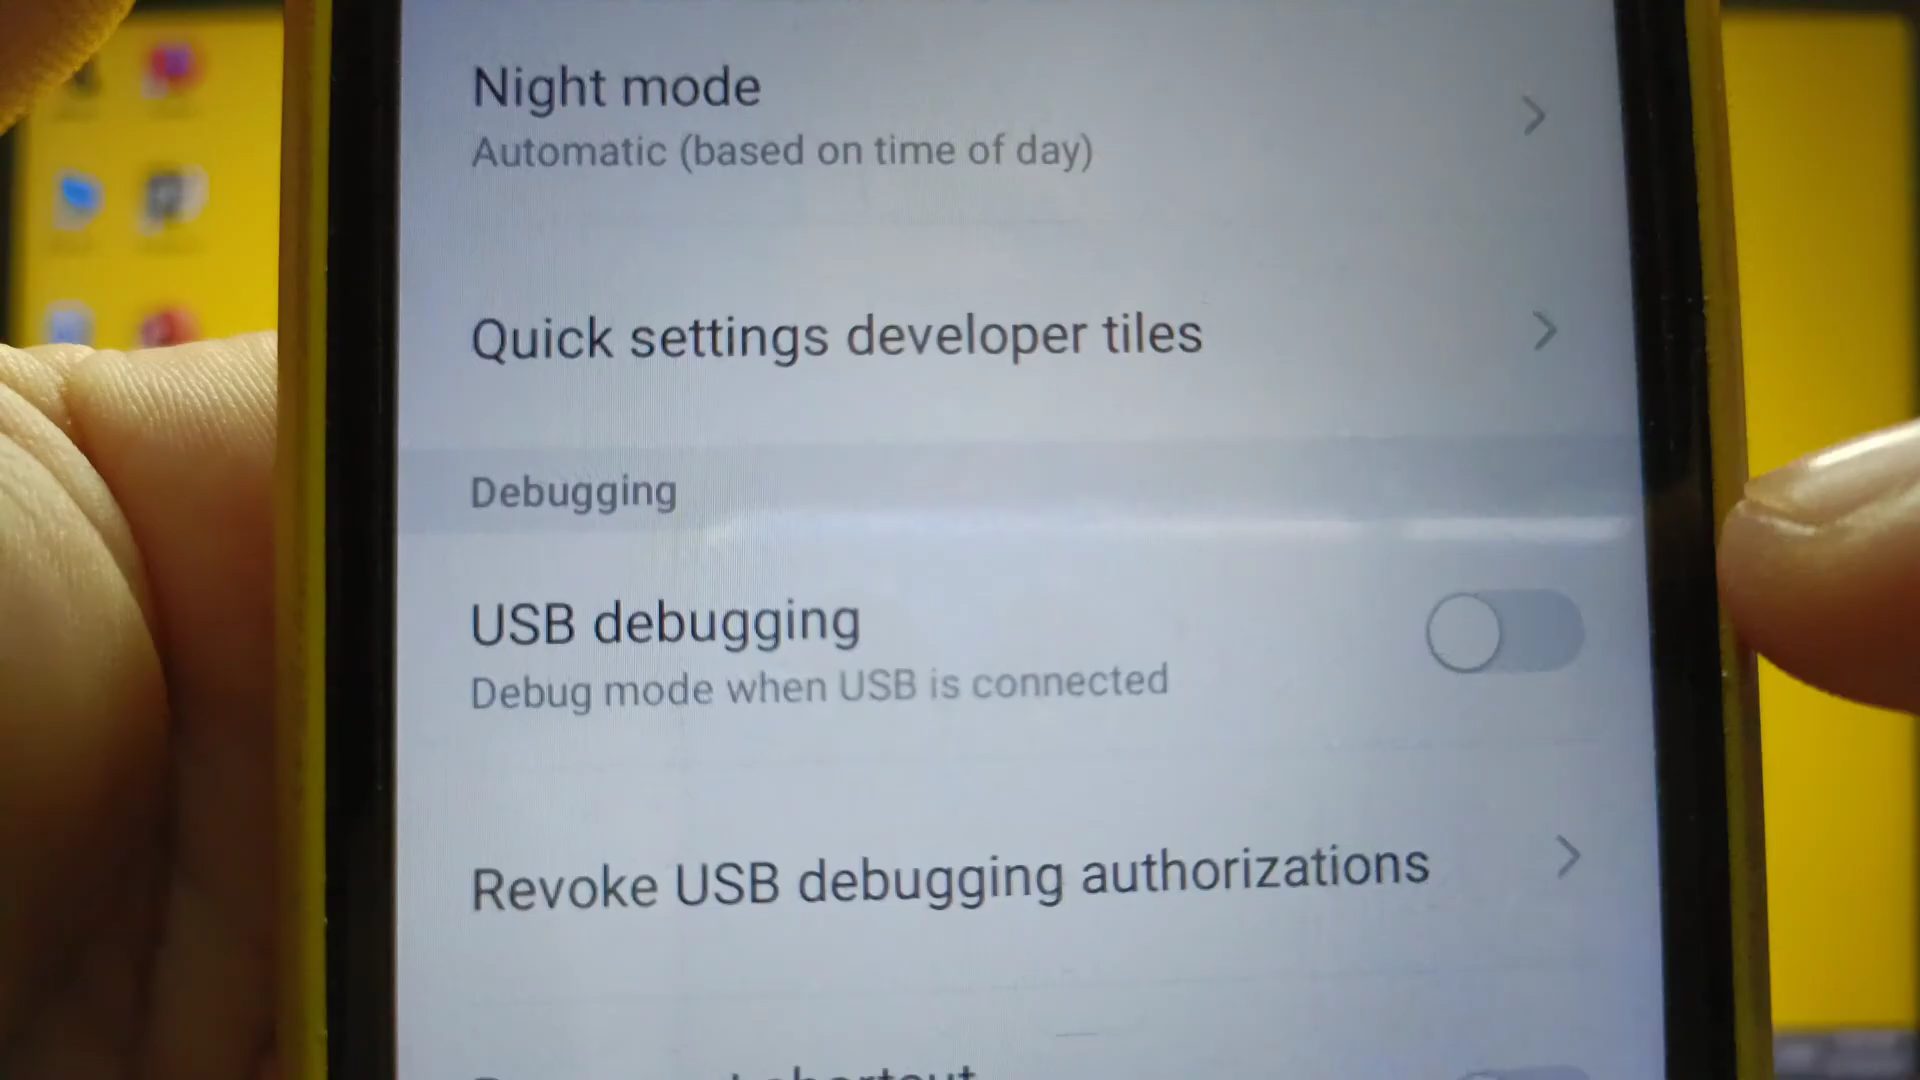 Night mode
Automatic (based on time of day)
Quick settings developer tiles
Debugging
USB debugging
Debug mode when USB is connected
Revoke USB debugging authorizations